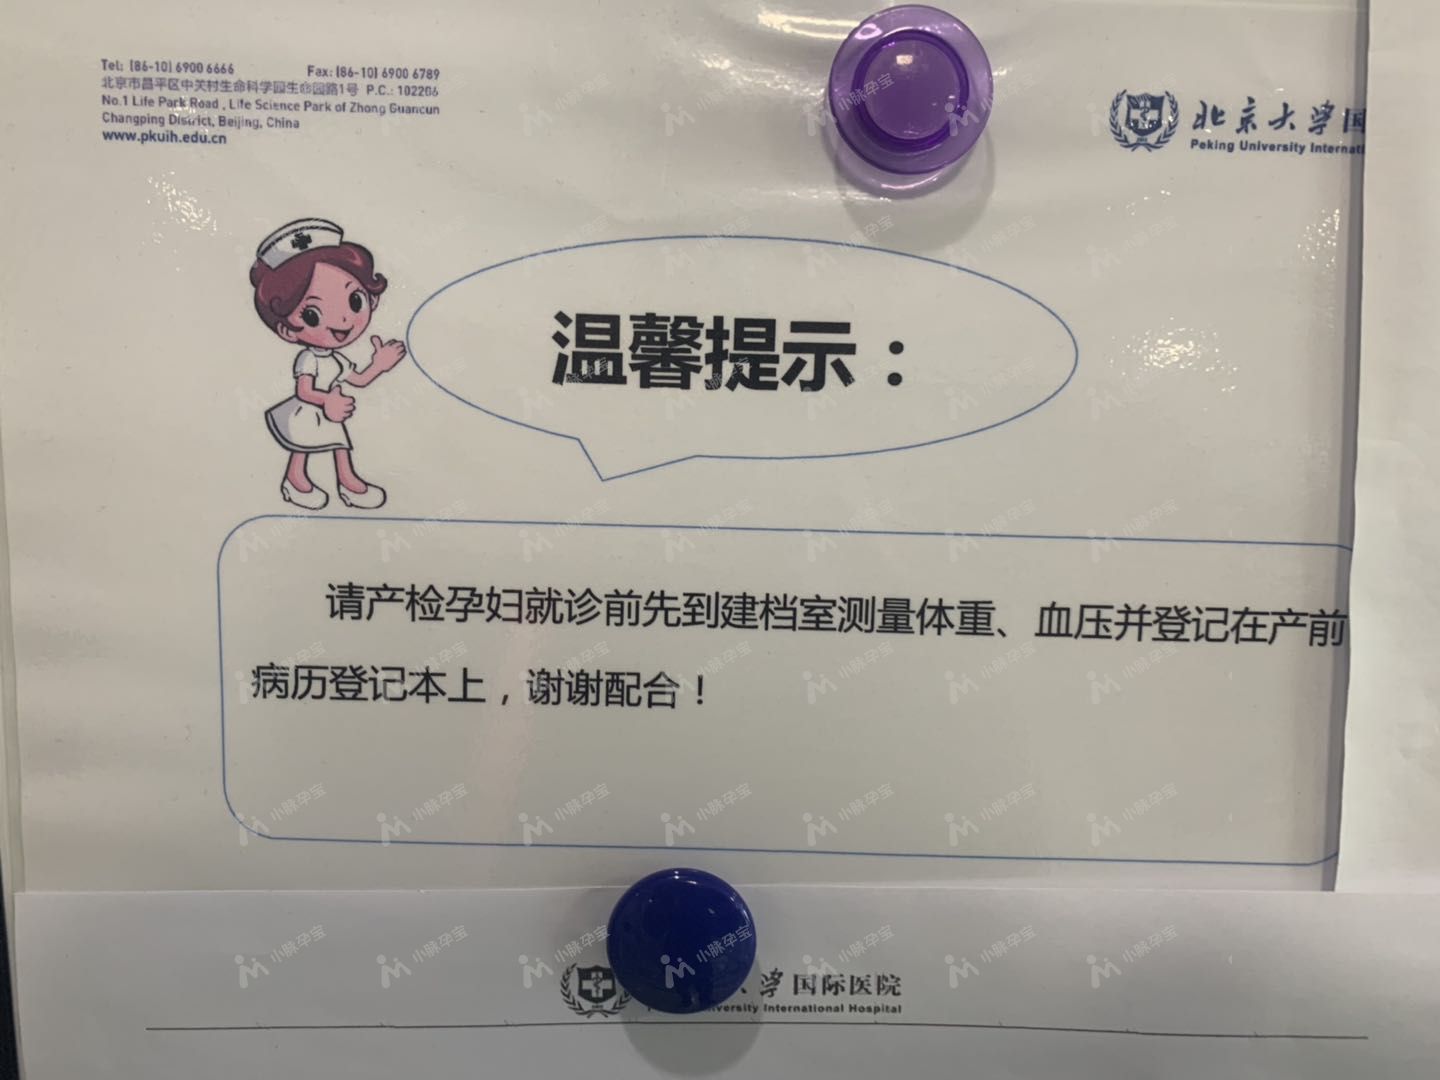 Tel: (86-10) 6900 6666
Fax: (86-10) 6900 6789
北京市昌平区中关村生命科学园生命园路1号 P.C.: 102206
No.1 Life Park Road , Life Science Park of Zhong Guancun
Changping District, Beijing, China
www.pkuih.edu.cn
北京大学国
Peking University Internati
温馨提示：
请产检孕妇就诊前先到建档室测量体重、血压并登记在产前
病历登记本上，谢谢配合！
学国际医院
versity International Hospital
小脉孕宝